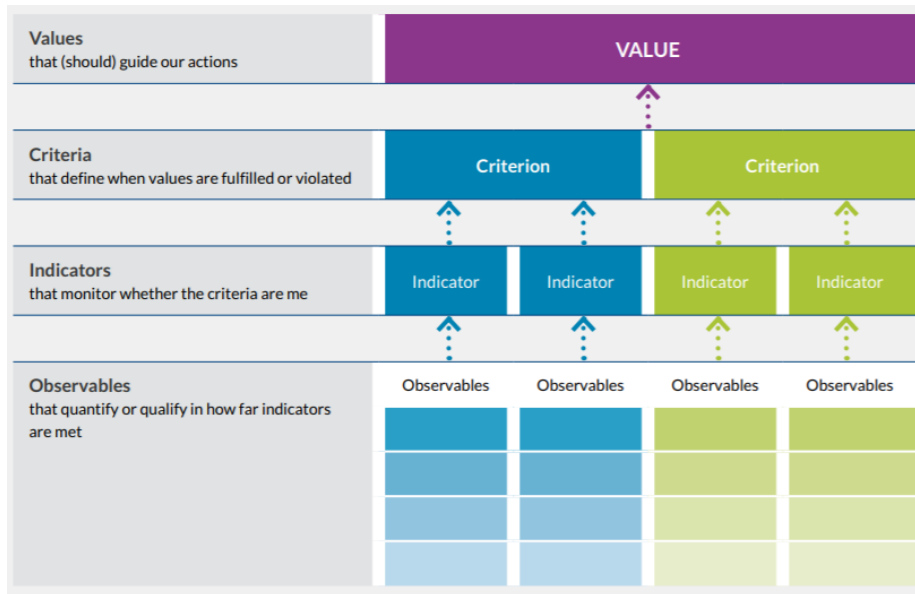 Values
that (should) guide our actions
VALUE
Criteria
that define when values are fulfilled or violated
Criterion
Criterion
Indicators
that monitor whether the criteria are me
Indicator
Indicator
Indicator
Indicator
Observables
that quantify or qualify in how far indicators
are met
Observables
Observables
Observables
Observables